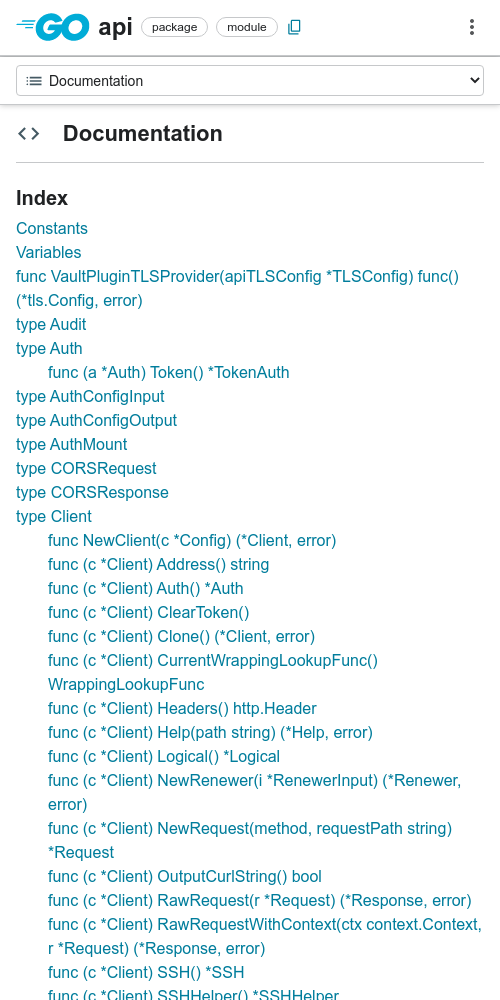 GO api package module
Documentation
Documentation
Index
Constants
Variables
func VaultPluginTLSProvider(apiTLSConfig *TLSConfig) func()
(*tls.Config, error)
type Audit
type Auth
func (a *Auth) Token() *TokenAuth
type AuthConfigInput
type AuthConfigOutput
type AuthMount
type CORSRequest
type CORSResponse
type Client
func NewClient(c *Config) (*Client, error)
func (c *Client) Address() string
func (c *Client) Auth() *Auth
func (c *Client) ClearToken()
func (c *Client) Clone() (*Client, error)
func (c *Client) CurrentWrappingLookupFunc()
WrappingLookupFunc
func (c *Client) Headers() http.Header
func (c *Client) Help(path string) (*Help, error)
func (c *Client) Logical() *Logical
func (c *Client) NewRenewer(i *RenewerInput) (*Renewer,
error)
func (c *Client) NewRequest(method, requestPath string)
*Request
func (c *Client) OutputCurlString() bool
func (c *Client) RawRequest(r *Request) (*Response, error)
func (c *Client) RawRequestWithContext(ctx context.Context,
r *Request) (*Response, error)
func (c *Client) SSH() *SSH
func (c *Client) SSHHelper() *SSHHelper